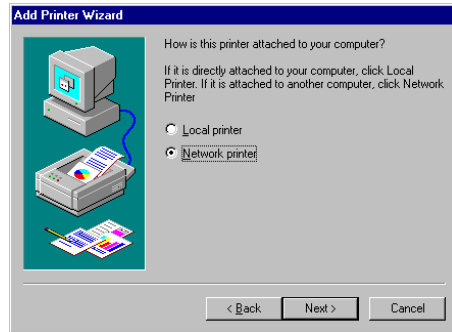 Add Printer Wizard
How is this printer attached to your computer?
If it is directly attached to your computer, click Local
Printer. If it is attached to another computer, click Network
Printer
Local printer
Network printer
< Back Next > Cancel